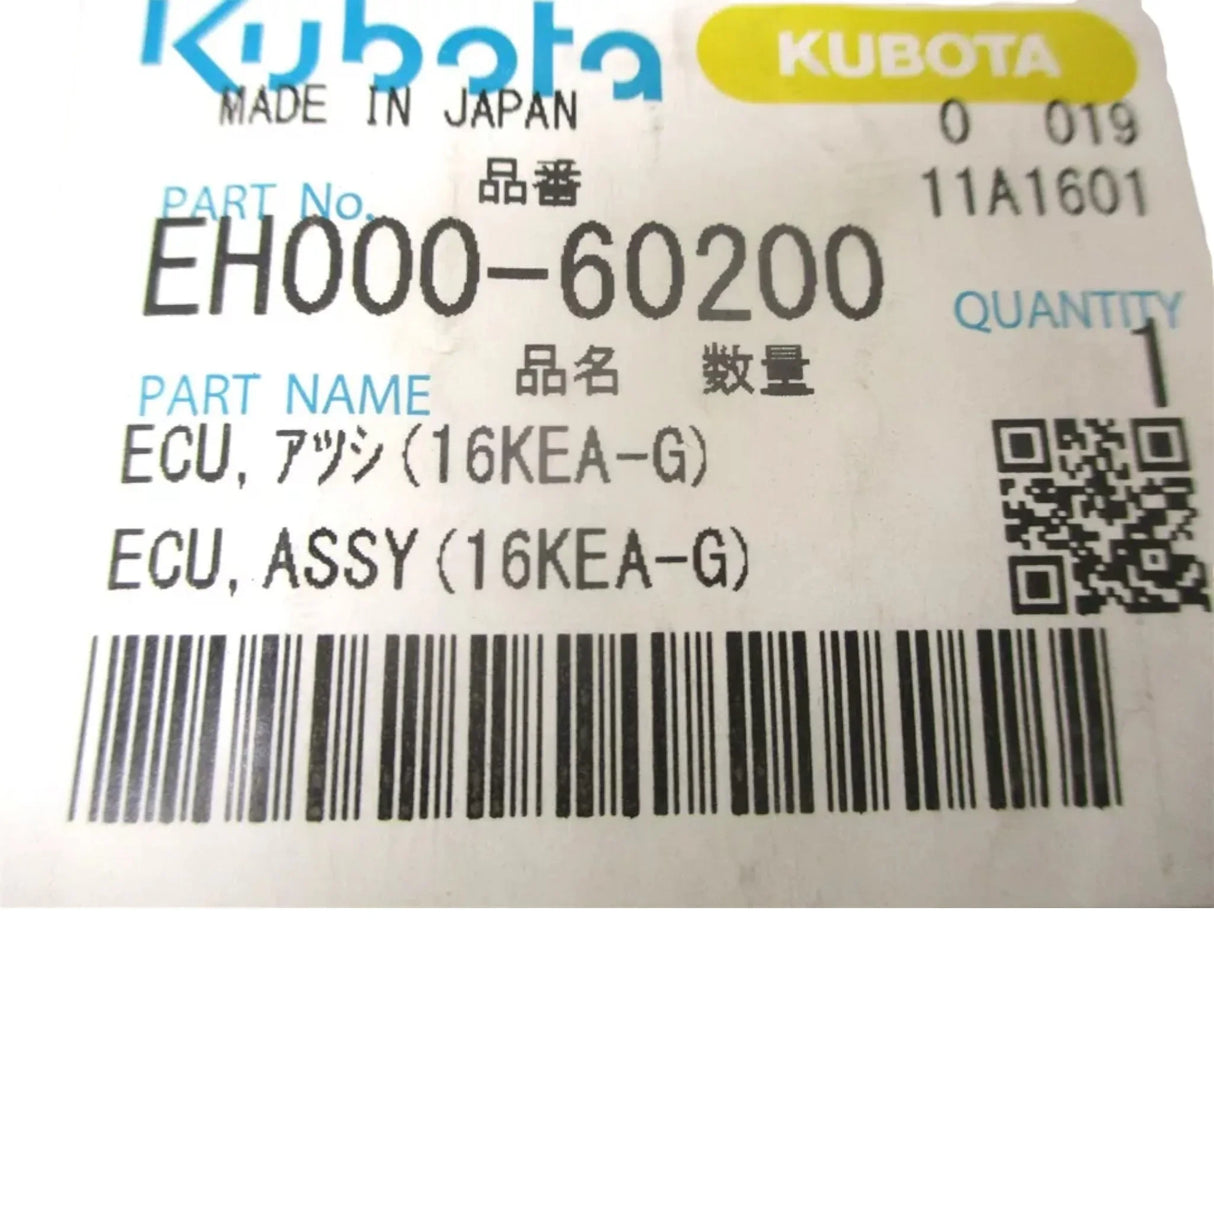 Kubota KUBOTA
MADE IN JAPAN 0 019
品番 11A1601
PART No.
EH000-60200
QUANTITY
1
品名 数量
PART NAME
ECU,アツシ(16KEA-G)
ECU,ASSY(16KEA-G)